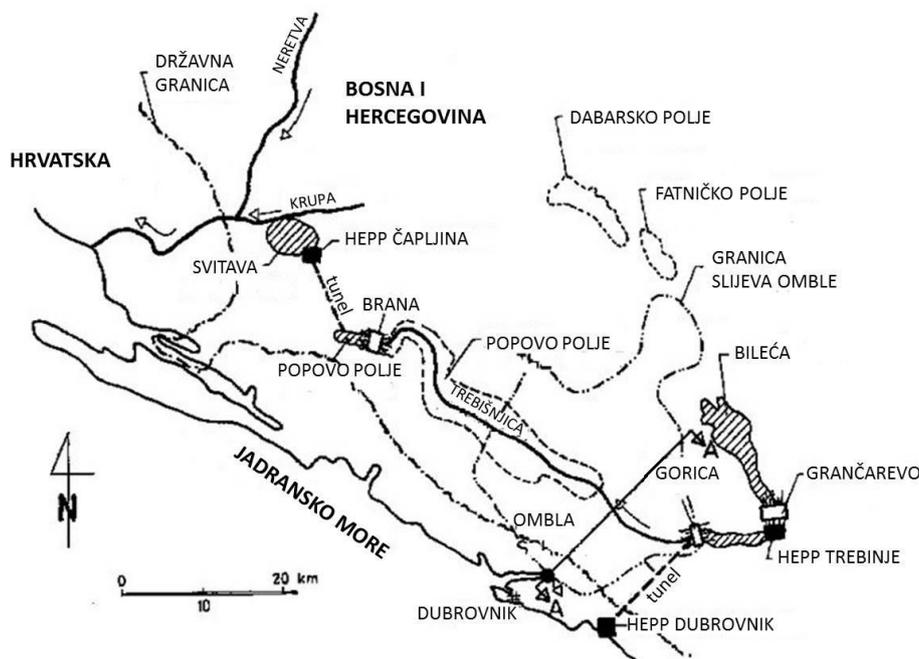 NERETVA
DRŽAVNA
GRANICA
BOSNA I
HERCEGOVINA
DABARSKO POLJE
HRVATSKA
FATNIČKO POLJE
KRUPA
HEPP ČAPLJINA
SVITAVA
GRANICA
SLIJEVA OMBLE
tunel
BRANA
POPOVO POLJE
BILEĆA
POPOVO POLJE
TREBIŠNJICA
A
JADRANSKO MORE
GORICA
GRANČAREVO
N
OMBLA
HEPP TREBINJE
0 20 km
10
tunel
A
DUBROVNIK
HEPP DUBROVNIK